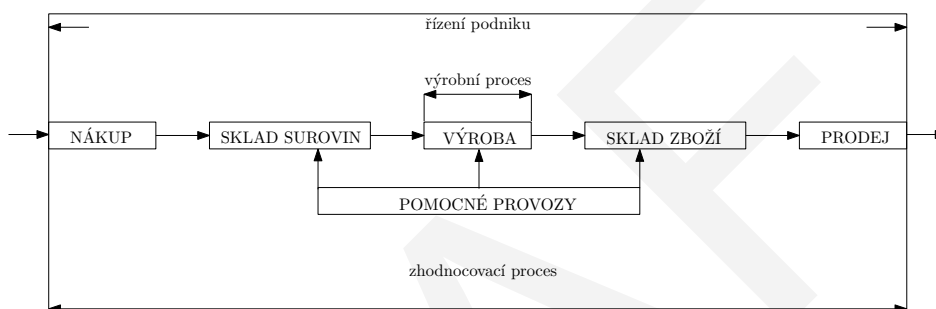 řízení podniku
výrobní proces
NÁKUP
SKLAD SUROVIN
VÝROBA
SKLAD ZBOŽÍ
PRODEJ
POMOCNÉ PROVOZY
zhodnocovací proces